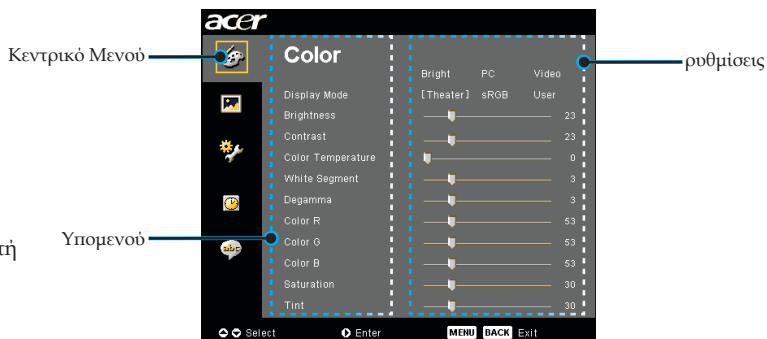 acer
Κεντρικό Μενού
Color
ρυθμίσεις
Bright PC Video
Display Mode [Theater] sRGB User
Brightness 23
Contrast 23
Color Temperature 0
White Segment 3
Degamma 3
Color R 53
τή
Υπομενού
Color G 53
Color B 53
Saturation 30
Tint 30
Select Enter MENU BACK Exit
abc